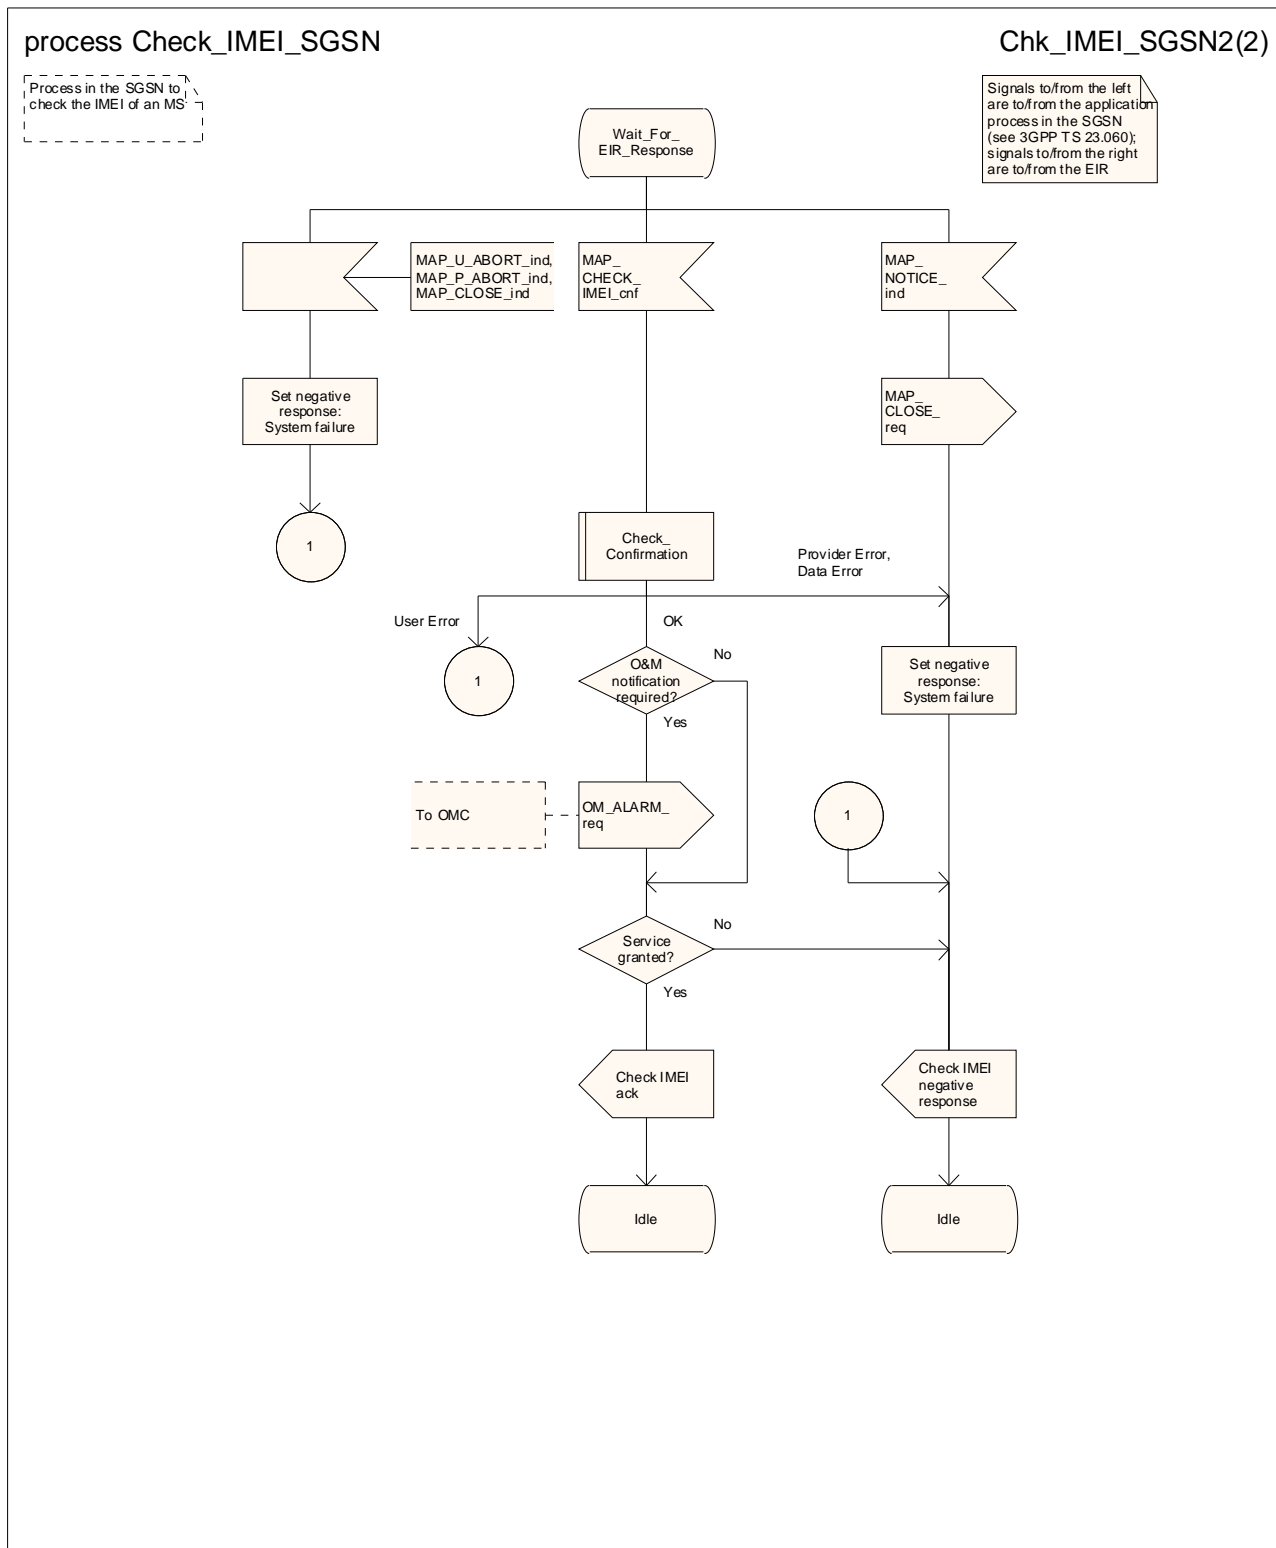 process Check_IMEI_SGSN
Chk_IMEI_SGSN2(2)
Process in the SGSN to
check the IMEI of an MS
Signals to/from the left
are to/from the application
process in the SGSN
(see 3GPP TS 23.060);
signals to/from the right
are to/from the EIR
Wait_For_
EIR_Response
MAP_U_ABORT_ind,
MAP_P_ABORT_ind,
MAP_CLOSE_ind
MAP_
CHECK_
IMEI_cnf
MAP_
NOTICE_
ind
Set negative
response:
System failure
MAP_
CLOSE_
req
1
Check_
Confirmation
Provider Error,
Data Error
User Error
OK
1
O&M
notification
required?
No
Yes
Set negative
response:
System failure
To OMC
OM_ALARM_
req
1
Service
granted?
No
Yes
Check IMEI
ack
Check IMEI
negative
response
Idle
Idle